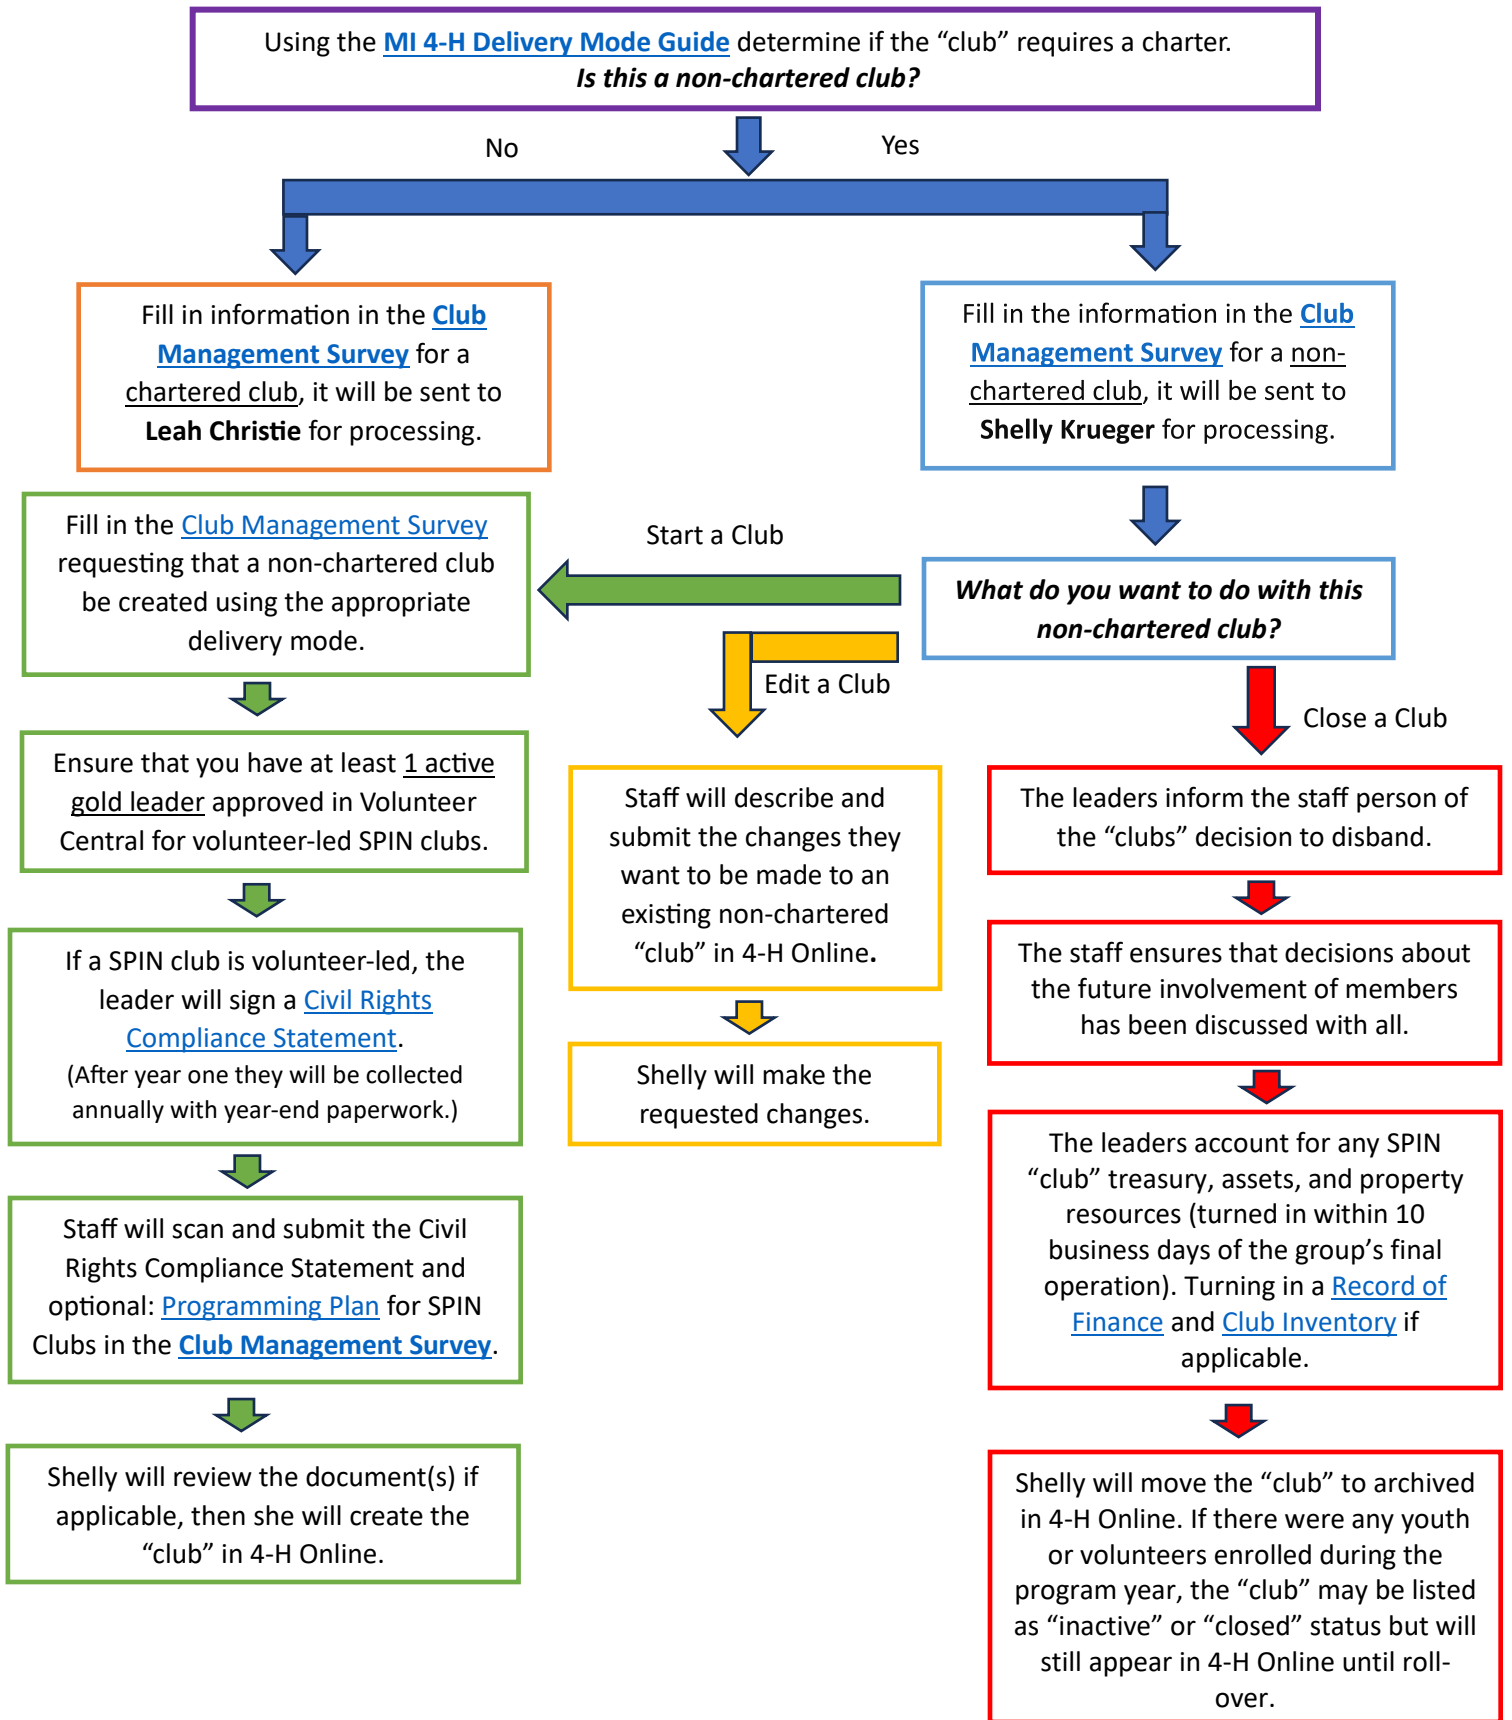 Using the MI 4-H Delivery Mode Guide determine if the “club” requires a charter.
Is this a non-chartered club?
No
Yes
Fill in information in the Club
Management Survey for a
chartered club, it will be sent to
Leah Christie for processing.
Fill in the information in the Club
Management Survey for a non-
chartered club, it will be sent to
Shelly Krueger for processing.
What do you want to do with this
non-chartered club?
Start a Club
Fill in the Club Management Survey
requesting that a non-chartered club
be created using the appropriate
delivery mode.
Ensure that you have at least 1 active
gold leader approved in Volunteer
Central for volunteer-led SPIN clubs.
If a SPIN club is volunteer-led, the
leader will sign a Civil Rights
Compliance Statement.
(After year one they will be collected
annually with year-end paperwork.)
Staff will scan and submit the Civil
Rights Compliance Statement and
optional: Programming Plan for SPIN
Clubs in the Club Management Survey.
Shelly will review the document(s) if
applicable, then she will create the
“club” in 4-H Online.
Edit a Club
Staff will describe and
submit the changes they
want to be made to an
existing non-chartered
“club” in 4-H Online.
Shelly will make the
requested changes.
Close a Club
The leaders inform the staff person of
the “clubs” decision to disband.
The staff ensures that decisions about
the future involvement of members
has been discussed with all.
The leaders account for any SPIN
“club” treasury, assets, and property
resources (turned in within 10
business days of the group’s final
operation). Turning in a Record of
Finance and Club Inventory if
applicable.
Shelly will move the “club” to archived
in 4-H Online. If there were any youth
or volunteers enrolled during the
program year, the “club” may be listed
as “inactive” or “closed” status but will
still appear in 4-H Online until roll-
over.